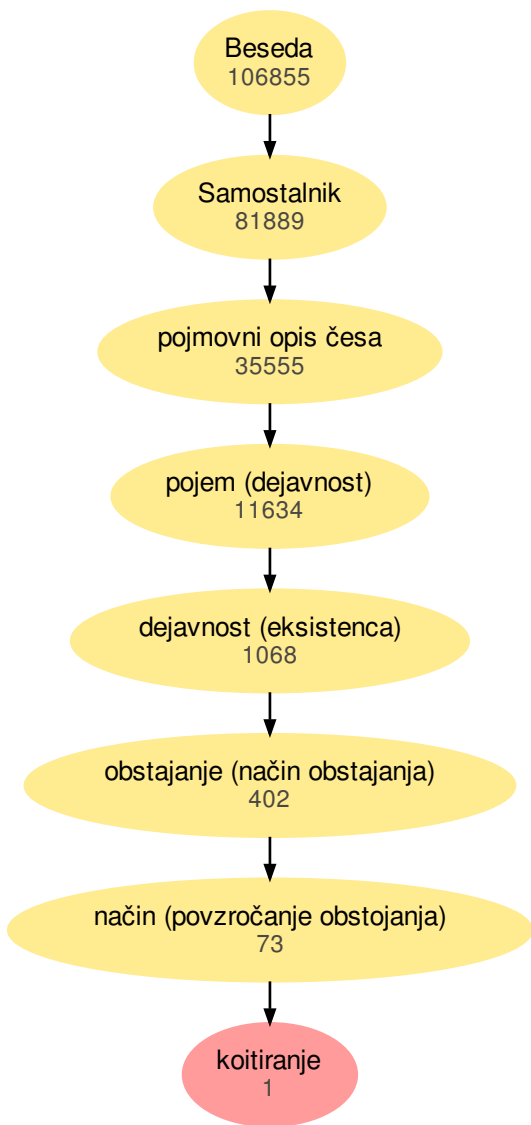 Beseda
106855
Samostalnik
81889
pojmovni opis česa
35555
pojem (dejavnost)
11634
dejavnost (eksistenca)
1068
obstajanje (način obstajanja)
402
način (povzročanje obstojanja)
73
koitiranje
1